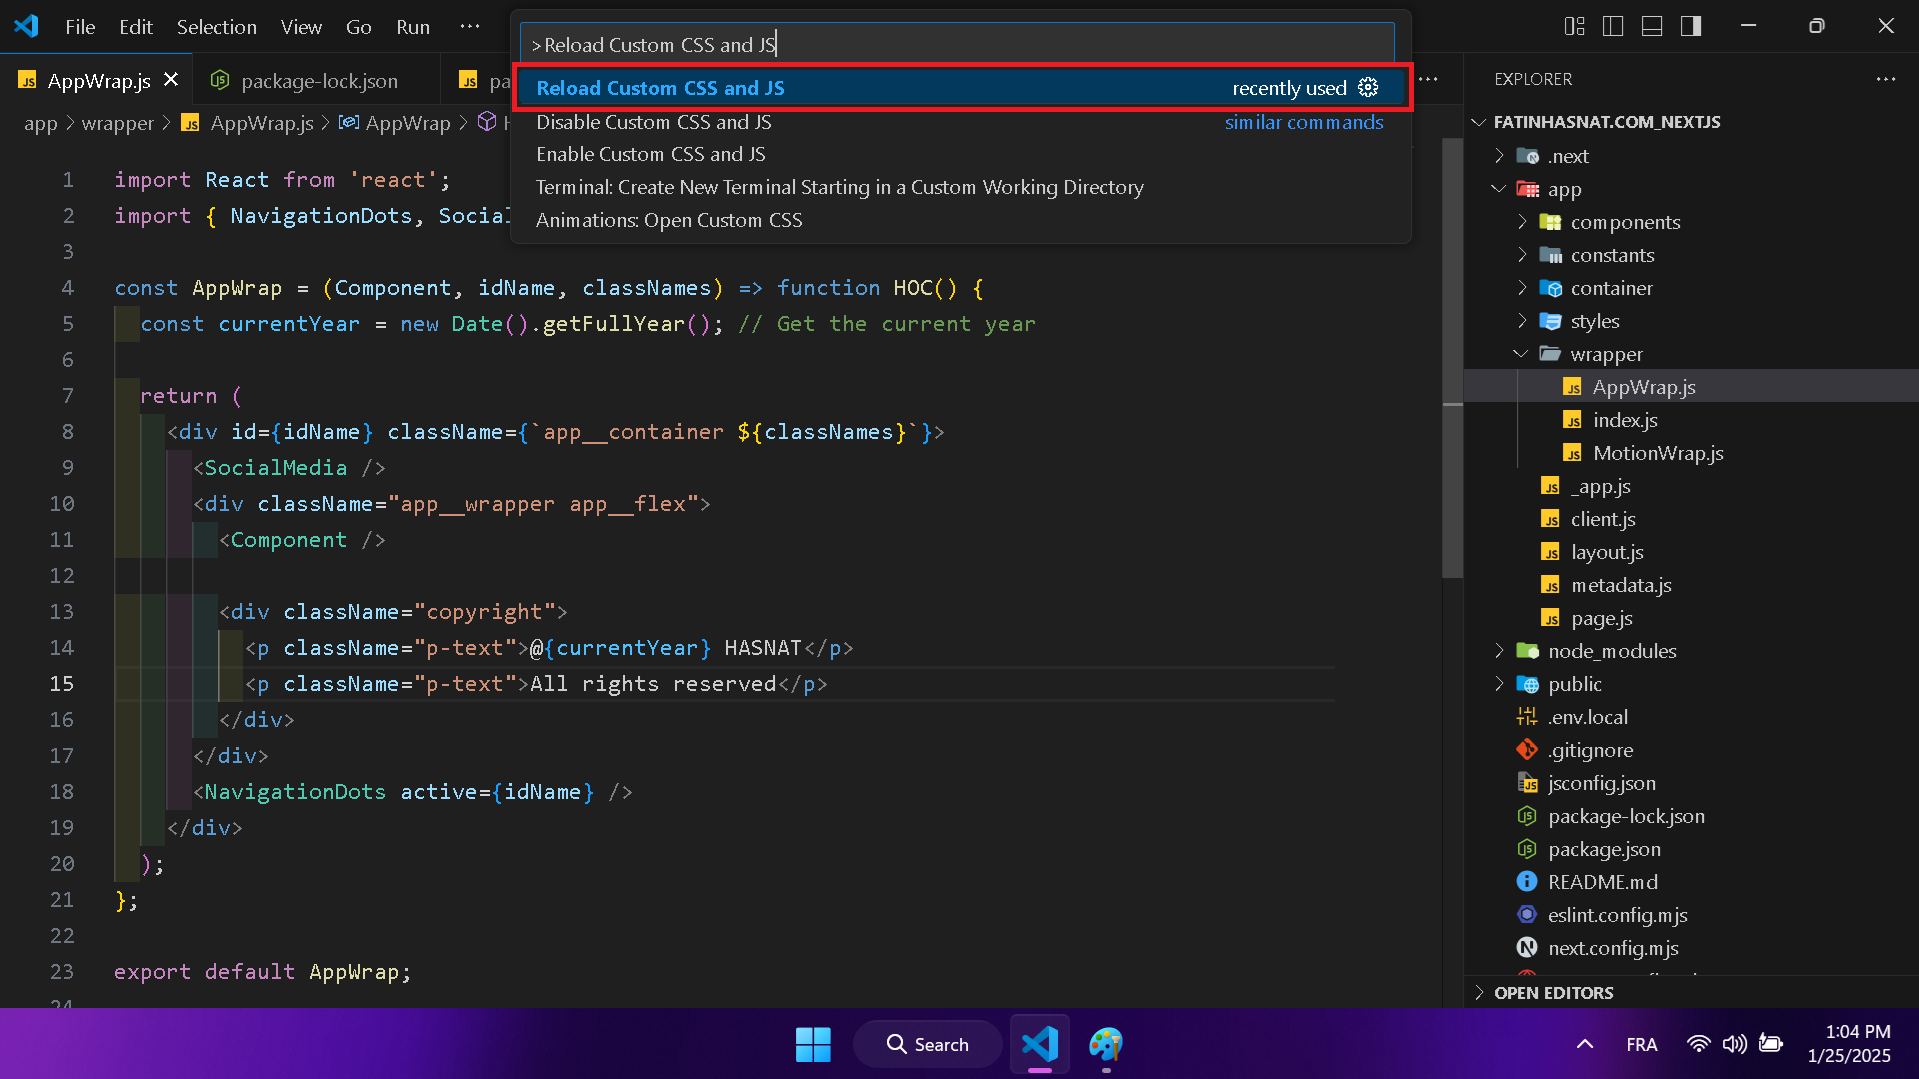 File Edit Selection View Go Run ···
>Reload Custom CSS and JS
Reload Custom CSS and JS recently used
Disable Custom CSS and JS similar commands
Enable Custom CSS and JS
Terminal: Create New Terminal Starting in a Custom Working Directory
Animations: Open Custom CSS
AppWrap.js package-lock.json pa
app > wrapper > AppWrap.js > AppWrap >
1 import React from 'react';
2 import { NavigationDots, Social
3
4 const AppWrap = (Component, idName, classNames) => function HOC() {
5 const currentYear = new Date().getFullYear(); // Get the current year
6
7 return (
8 <div id={idName} className={`app__container ${classNames}`}>
9 <SocialMedia />
10 <div className="app__wrapper app__flex">
11 <Component />
12
13 <div className="copyright">
14 <p className="p-text">@{currentYear} HASNAT</p>
15 <p className="p-text">All rights reserved</p>
16 </div>
17 </div>
18 <NavigationDots active={idName} />
19 </div>
20 );
21 };
22
23 export default AppWrap;
24
EXPLORER
FATINHASNAT.COM_NEXTJS
.next
app
components
constants
container
styles
wrapper
AppWrap.js
index.js
MotionWrap.js
_app.js
client.js
layout.js
metadata.js
page.js
node_modules
public
.env.local
.gitignore
jsconfig.json
package-lock.json
package.json
README.md
eslint.config.mjs
next.config.mjs
OPEN EDITORS
Search
FRA
1:04 PM
1/25/2025